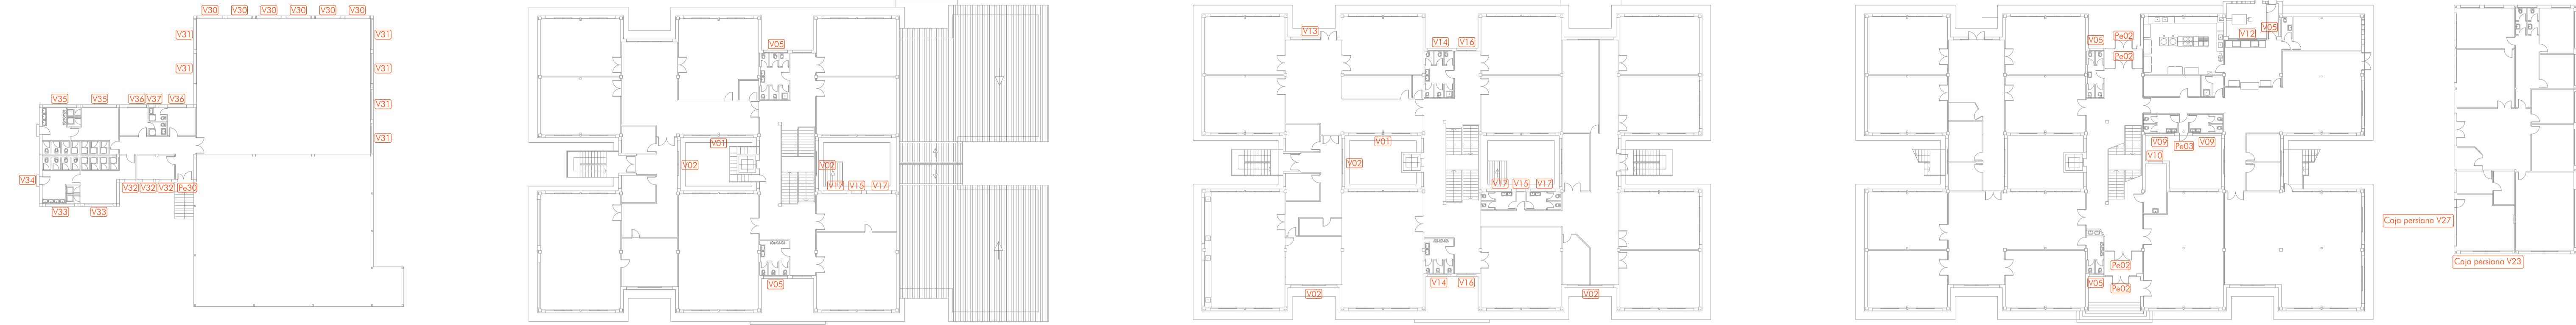 V30 V30 V30 V30 V30 V30
V31 V31
V31 V31
V31
V31
V35 V35 V36 V37 V36
V34
V32 V32 V32 Pe30
V33 V33
V05
V01
V02 V02
V17 V15 V17
V05
V13
V14 V16
V01
V02
V17 V15 V17
V14 V16
V02 V02
V05 Pe02
Pe02
V12 V05
V09 Pe03 V09
V10
Pe02
V05 Pe02
Caja persiana V27
Caja persiana V23